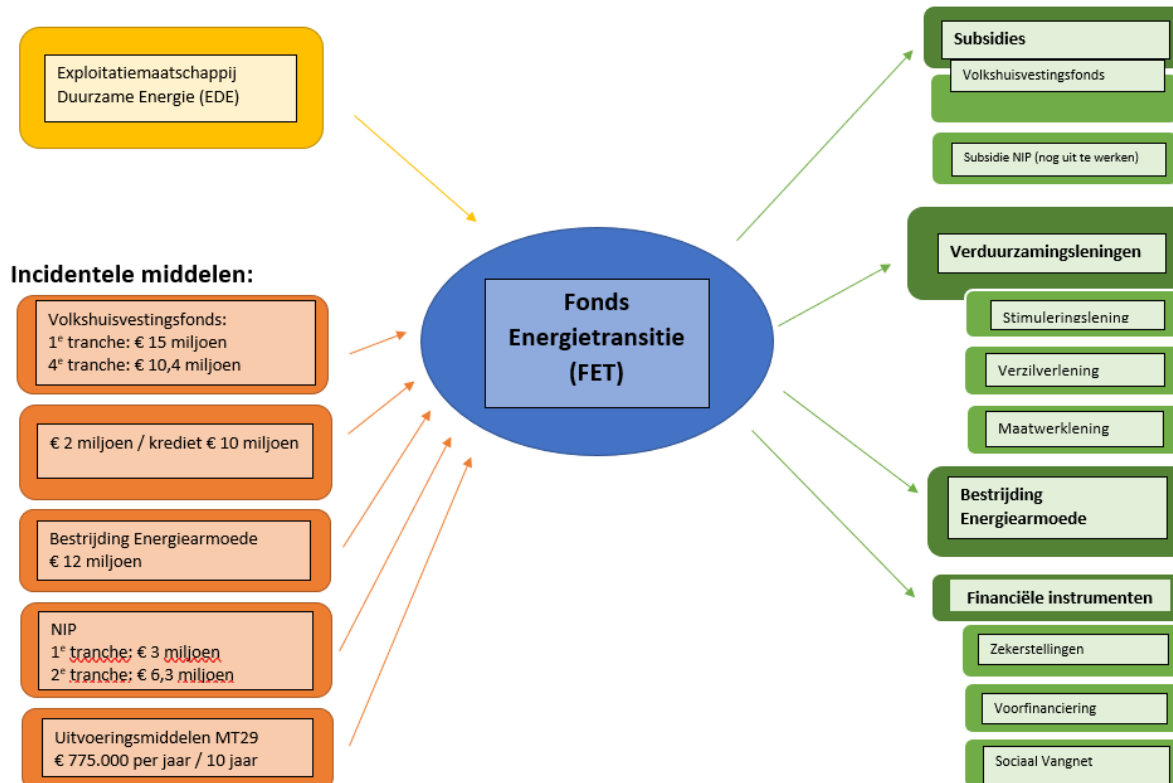 Exploitatiemaatschappij
Duurzame Energie (EDE)
Incidentele middelen:
Volkshuisvestingsfonds:
1e tranche: € 15 miljoen
4e tranche: € 10,4 miljoen
€ 2 miljoen / krediet € 10 miljoen
Bestrijding Energiearmoede
€ 12 miljoen
NIP
1e tranche: € 3 miljoen
2e tranche: € 6,3 miljoen
Uitvoeringsmiddelen MT29
€ 775.000 per jaar / 10 jaar
Fonds
Energietransitie
(FET)
Subsidies
Volkshuisvestingsfonds
Subsidie NIP (nog uit te werken)
Verduurzamingsleningen
Stimuleringslening
Verzilverlening
Maatwerklening
Bestrijding
Energiearmoede
Financiële instrumenten
Zekerstellingen
Voorfinanciering
Sociaal Vangnet